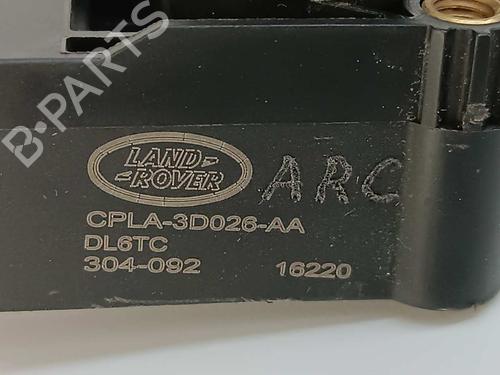 B-PARTS
LAND-
-ROVER
ARC
CPLA-3D026-AA
DL6TC
304-092 16220